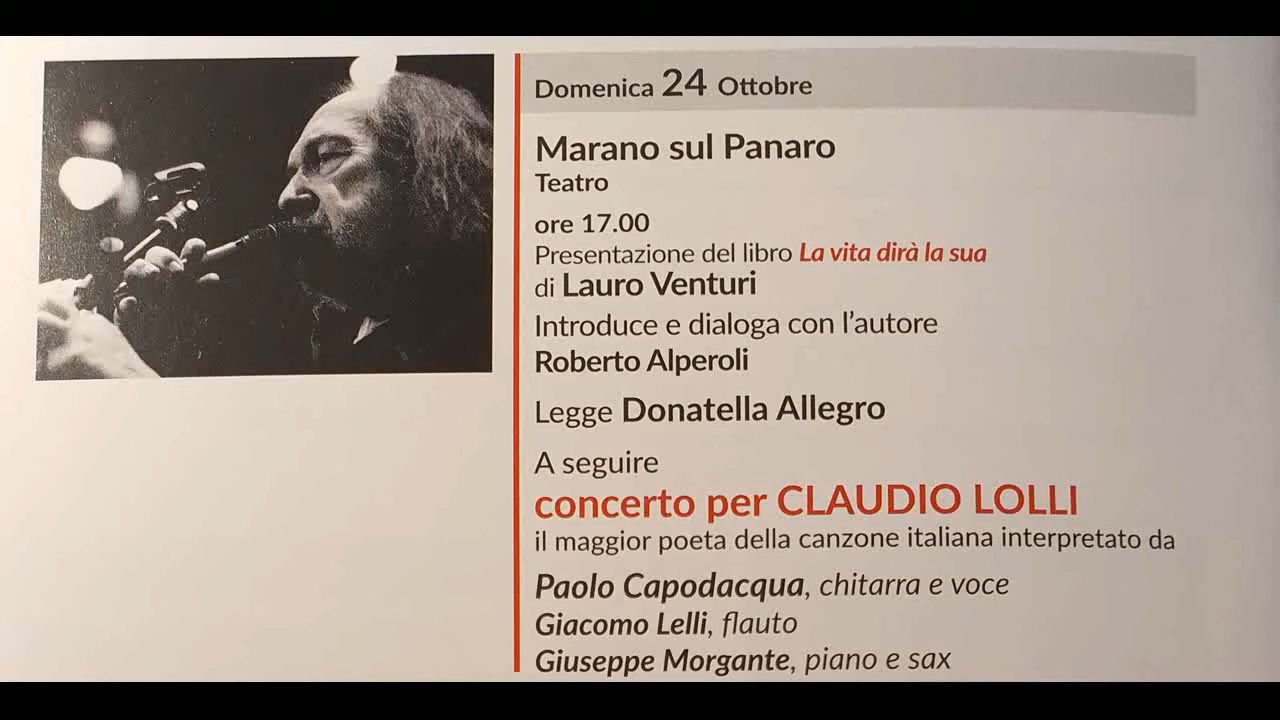 Domenica 24 Ottobre
Marano sul Panaro
Teatro
ore 17.00
Presentazione del libro La vita dirà la sua
di Lauro Venturi
Introduce e dialoga con l'autore
Roberto Alperoli
Legge Donatella Allegro
A seguire
concerto per CLAUDIO LOLLI
il maggior poeta della canzone italiana interpretato da
Paolo Capodacqua, chitarra e voce
Giacomo Lelli, flauto
Giuseppe Morgante, piano e sax